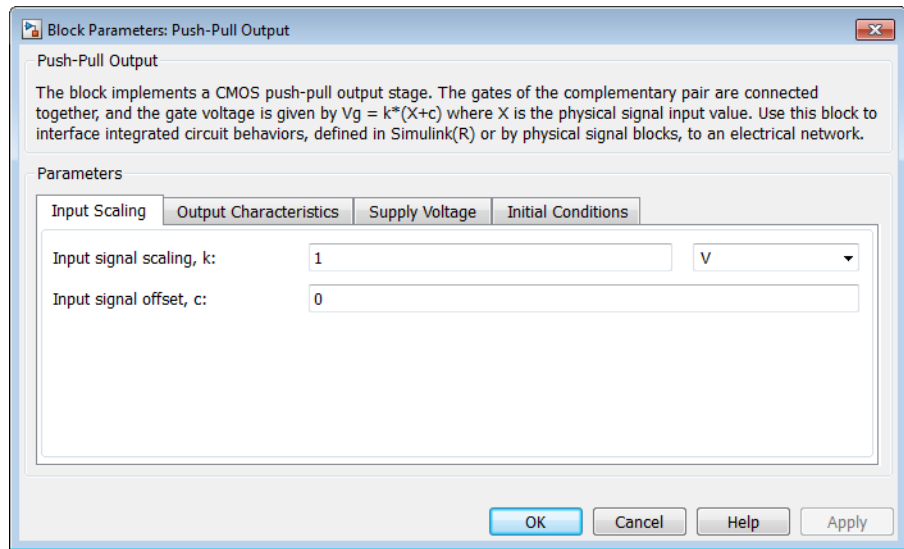 Block Parameters: Push-Pull Output
Push-Pull Output
The block implements a CMOS push-pull output stage. The gates of the complementary pair are connected
together, and the gate voltage is given by Vg = k*(X+c) where X is the physical signal input value. Use this block to
interface integrated circuit behaviors, defined in Simulink(R) or by physical signal blocks, to an electrical network.
Parameters
Input Scaling Output Characteristics Supply Voltage Initial Conditions
Input signal scaling, k: 1 V
Input signal offset, c: 0
OK Cancel Help Apply